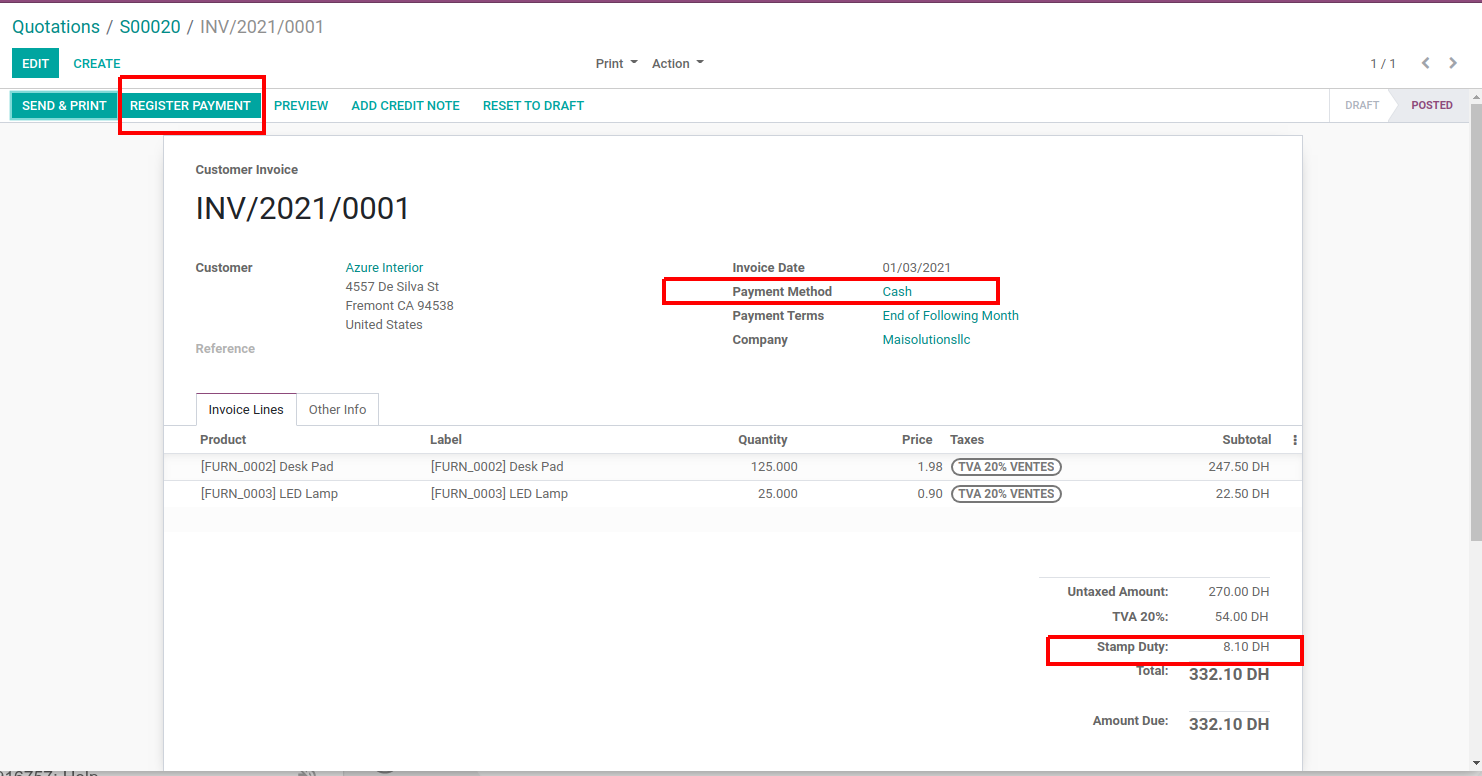 Quotations / S00020 / INV/2021/0001
EDIT CREATE Print Action 1 / 1
SEND & PRINT REGISTER PAYMENT PREVIEW ADD CREDIT NOTE RESET TO DRAFT DRAFT POSTED
Customer Invoice
INV/2021/0001
Customer Azure Interior
4557 De Silva St
Fremont CA 94538
United States
Reference
Invoice Date 01/03/2021
Payment Method Cash
Payment Terms End of Following Month
Company Maisolutionsllc
Invoice Lines Other Info
Product Label Quantity Price Taxes Subtotal
[FURN_0002] Desk Pad [FURN_0002] Desk Pad 125.000 1.98 TVA 20% VENTES 247.50 DH
[FURN_0003] LED Lamp [FURN_0003] LED Lamp 25.000 0.90 TVA 20% VENTES 22.50 DH
Untaxed Amount: 270.00 DH
TVA 20%: 54.00 DH
Stamp Duty: 8.10 DH
Total: 332.10 DH
Amount Due: 332.10 DH